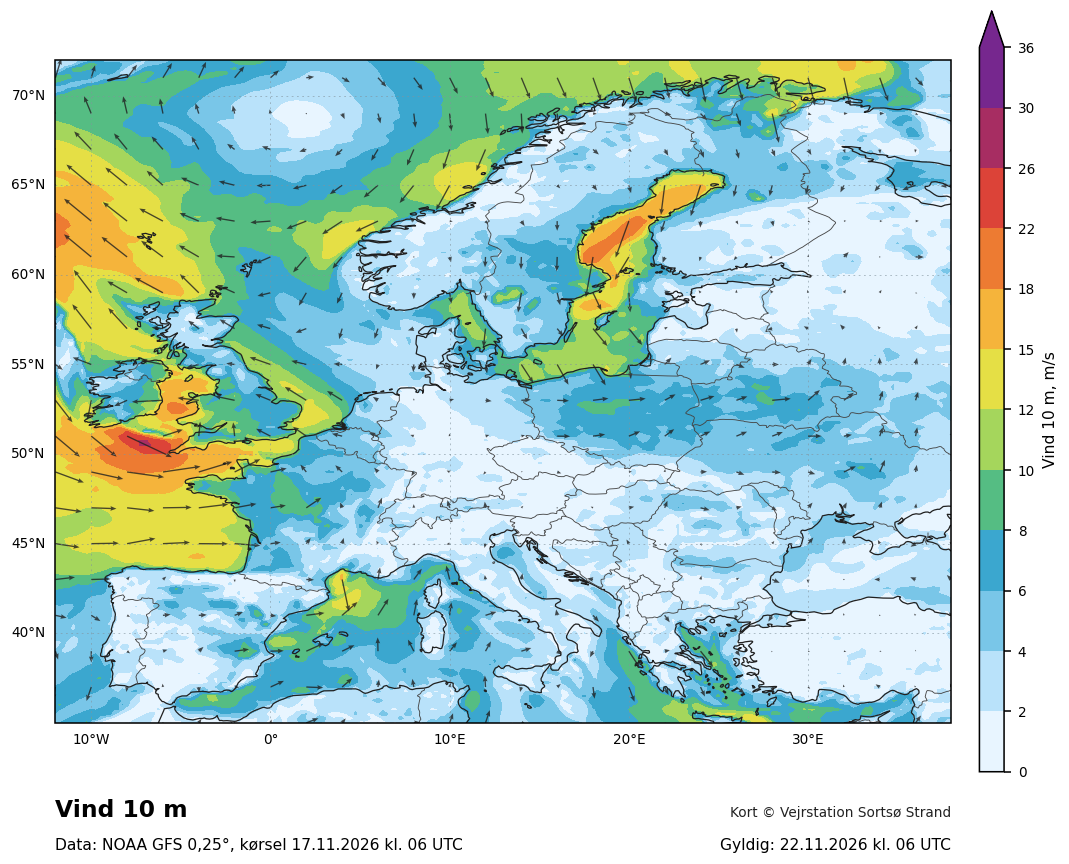 36
30
26
22
18
15
12
10
8
6
4
2
0
Vind 10 m, m/s
70°N
65°N
60°N
55°N
50°N
45°N
40°N
10°W
0°
10°E
20°E
30°E
Vind 10 m
Kort © Vejrstation Sortsø Strand
Data: NOAA GFS 0,25°, kørsel 17.11.2026 kl. 06 UTC
Gyldig: 22.11.2026 kl. 06 UTC